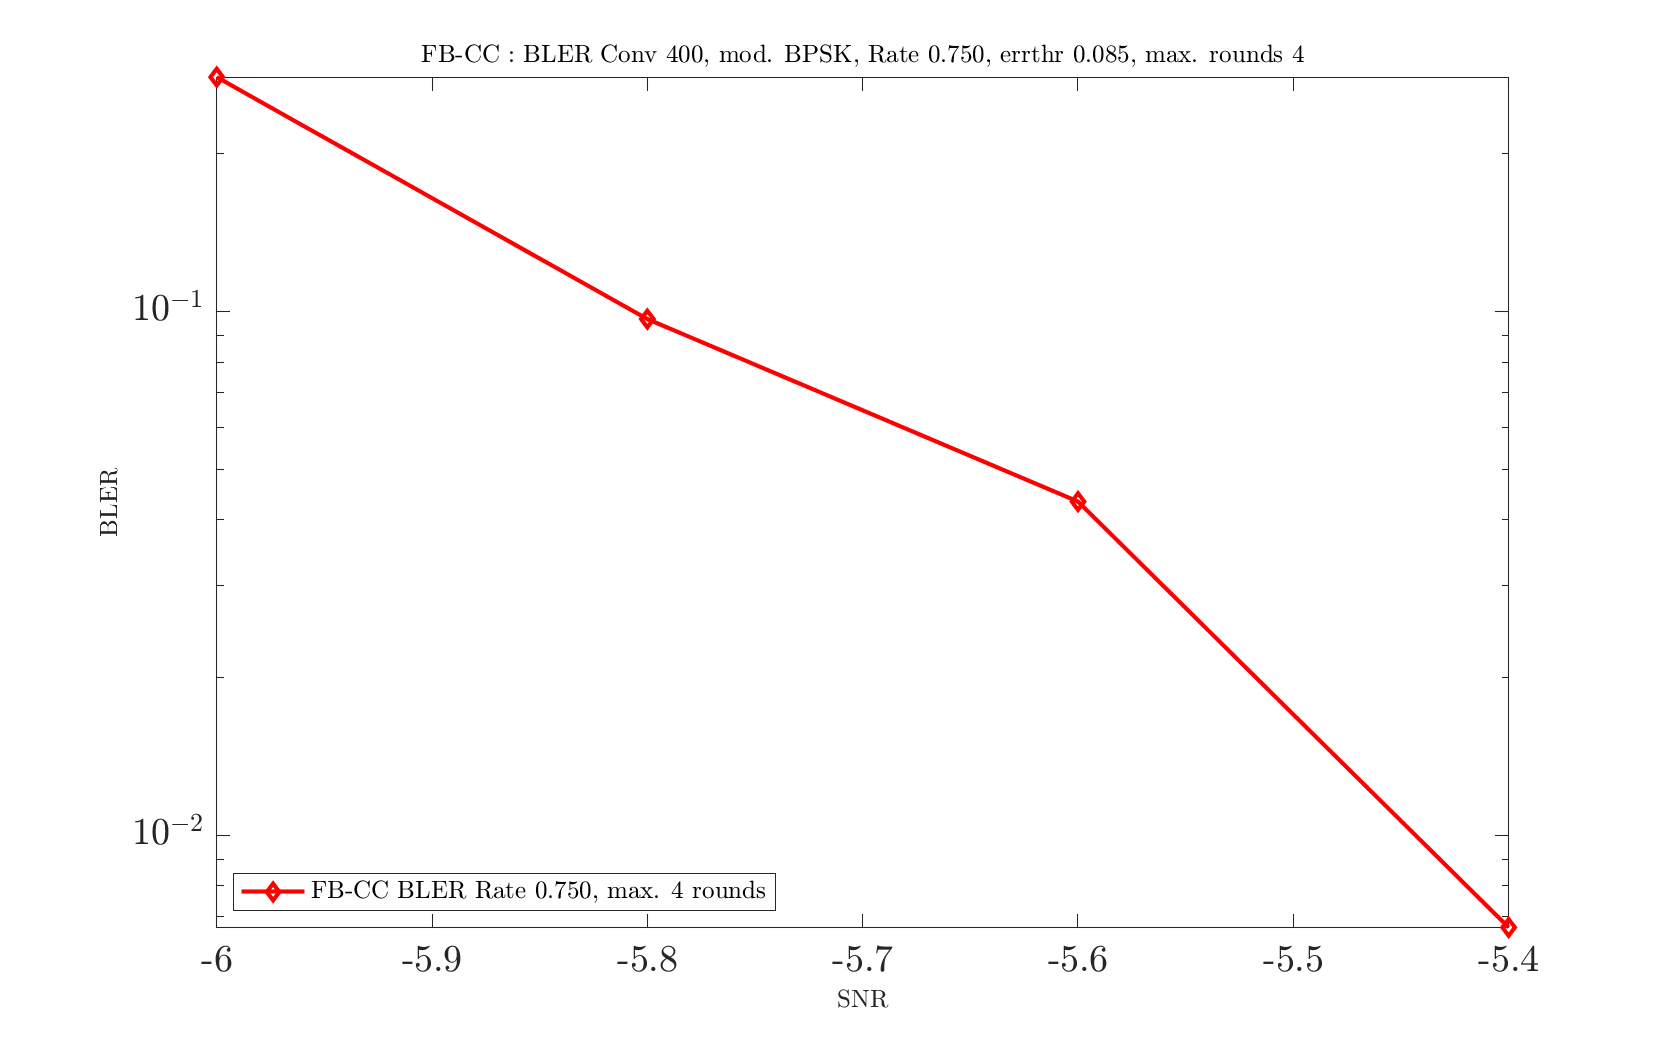 FB-CC : BLER Conv 400, mod. BPSK, Rate 0.750, errthr 0.085, max. rounds 4
10⁻¹
BLER
10⁻²
FB-CC BLER Rate 0.750, max. 4 rounds
-6 -5.9 -5.8 -5.7 -5.6 -5.5 -5.4
SNR